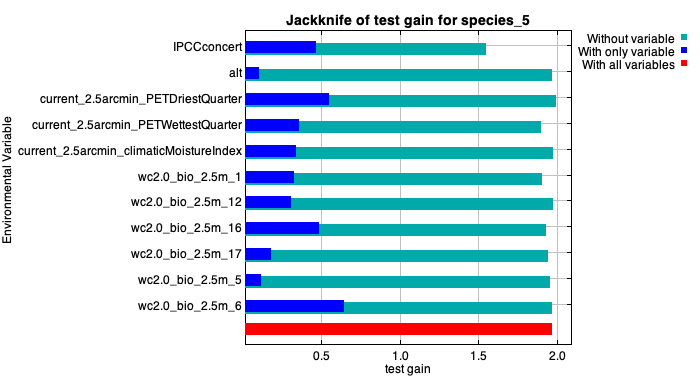 Jackknife of test gain for species_5
Without variable
With only variable
With all variables
Environmental Variable
IPCCconcert
alt
current_2.5arcmin_PETDriestQuarter
current_2.5arcmin_PETWettestQuarter
current_2.5arcmin_climaticMoistureIndex
wc2.0_bio_2.5m_1
wc2.0_bio_2.5m_12
wc2.0_bio_2.5m_16
wc2.0_bio_2.5m_17
wc2.0_bio_2.5m_5
wc2.0_bio_2.5m_6
0.5 1.0 1.5 2.0
test gain